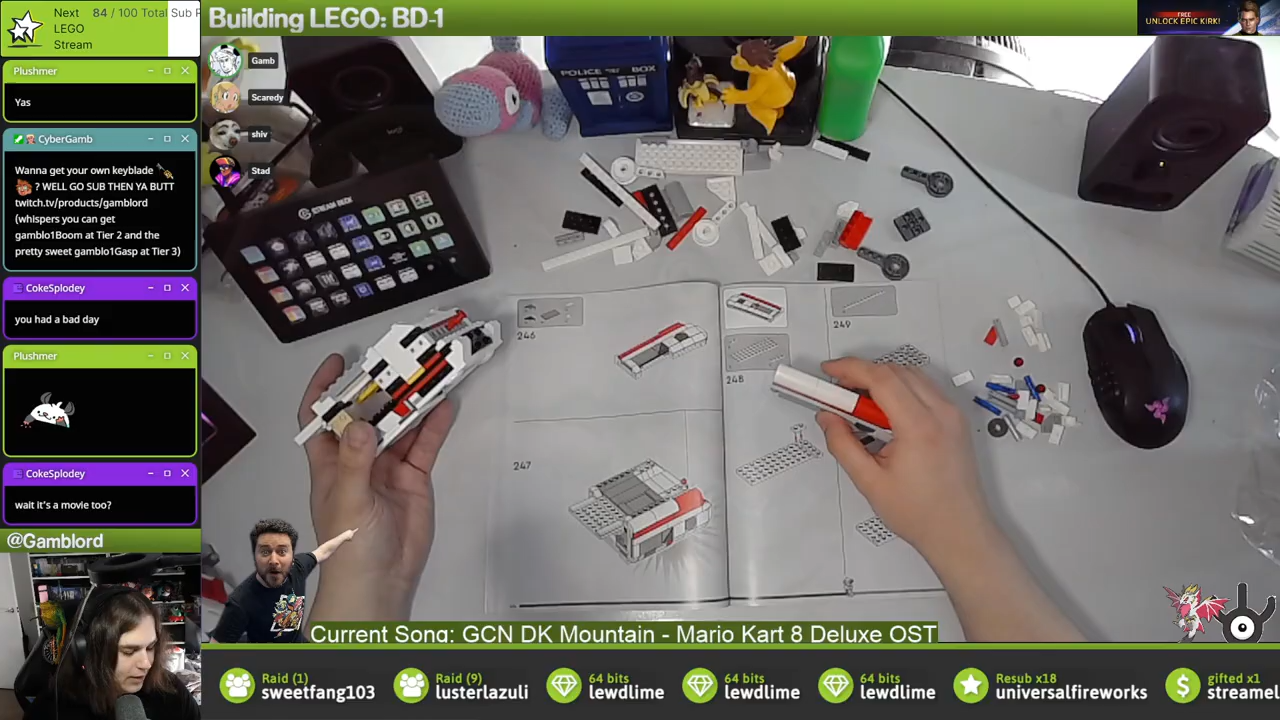 Next
LEGO
Stream
84 / 100 Total Sub P
Building LEGO: BD-1
FREE
UNLOCK EPIC KIRK!
Plushmer
Yas
CyberGamb
Wanna get your own keyblade
? WELL GO SUB THEN YA BUTT
twitch.tv/products/gamblord
(whispers you can get
gamblo1Boom at Tier 2 and the
pretty sweet gamblo1Gasp at Tier 3)
CokeSplodey
you had a bad day
Plushmer
CokeSplodey
wait it's a movie too?
@Gamblord
Gamb
Scaredy
shiv
Stad
POLICE BOX
STREAM DECK
246
247
248
249
Current Song: GCN DK Mountain - Mario Kart 8 Deluxe OST
Raid (1)
sweetfang103
Raid (9)
lusterlazuli
64 bits
lewdlime
64 bits
lewdlime
64 bits
lewdlime
Resub x18
universalfireworks
gifted x1
streamel